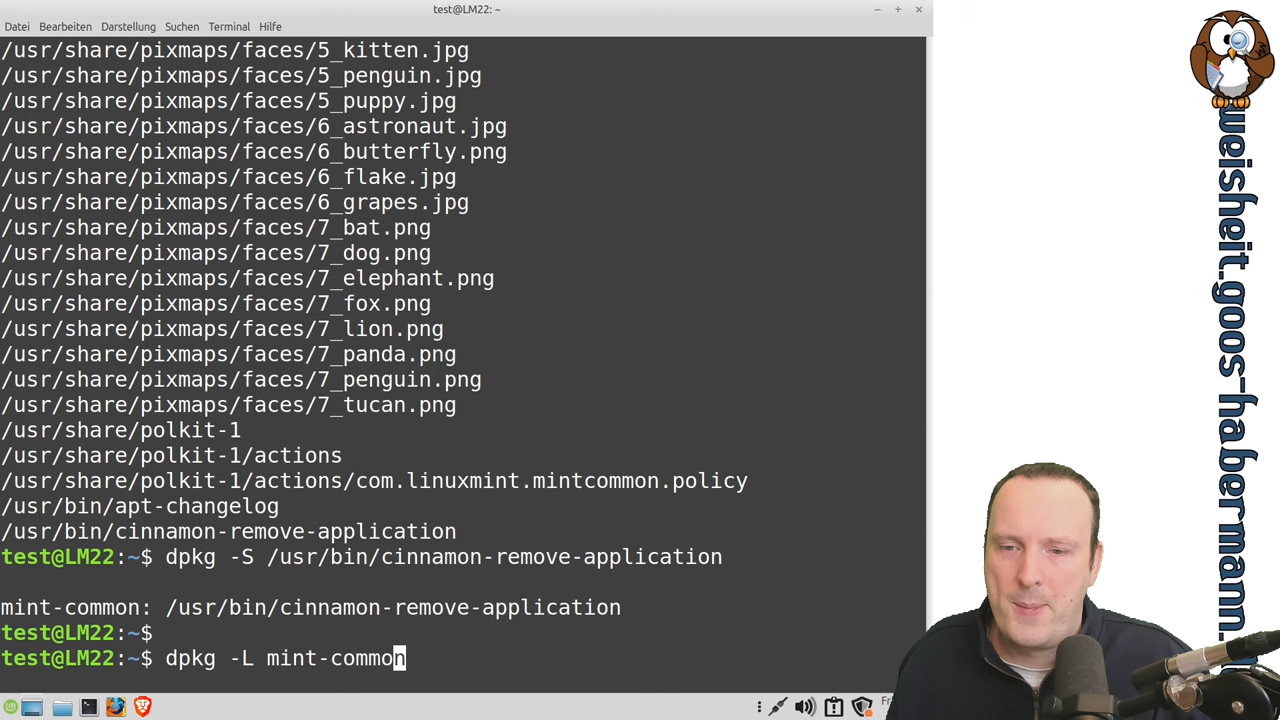 test@LM22: ~
Datei Bearbeiten Darstellung Suchen Terminal Hilfe
/usr/share/pixmaps/faces/5_kitten.jpg
/usr/share/pixmaps/faces/5_penguin.jpg
/usr/share/pixmaps/faces/5_puppy.jpg
/usr/share/pixmaps/faces/6_astronaut.jpg
/usr/share/pixmaps/faces/6_butterfly.png
/usr/share/pixmaps/faces/6_flake.jpg
/usr/share/pixmaps/faces/6_grapes.jpg
/usr/share/pixmaps/faces/7_bat.png
/usr/share/pixmaps/faces/7_dog.png
/usr/share/pixmaps/faces/7_elephant.png
/usr/share/pixmaps/faces/7_fox.png
/usr/share/pixmaps/faces/7_lion.png
/usr/share/pixmaps/faces/7_panda.png
/usr/share/pixmaps/faces/7_penguin.png
/usr/share/pixmaps/faces/7_tucan.png
/usr/share/polkit-1
/usr/share/polkit-1/actions
/usr/share/polkit-1/actions/com.linuxmint.mintcommon.policy
/usr/bin/apt-changelog
/usr/bin/cinnamon-remove-application
test@LM22:~$ dpkg -S /usr/bin/cinnamon-remove-application
mint-common: /usr/bin/cinnamon-remove-application
test@LM22:~$
test@LM22:~$ dpkg -L mint-common
weisheit.goos-habermann.